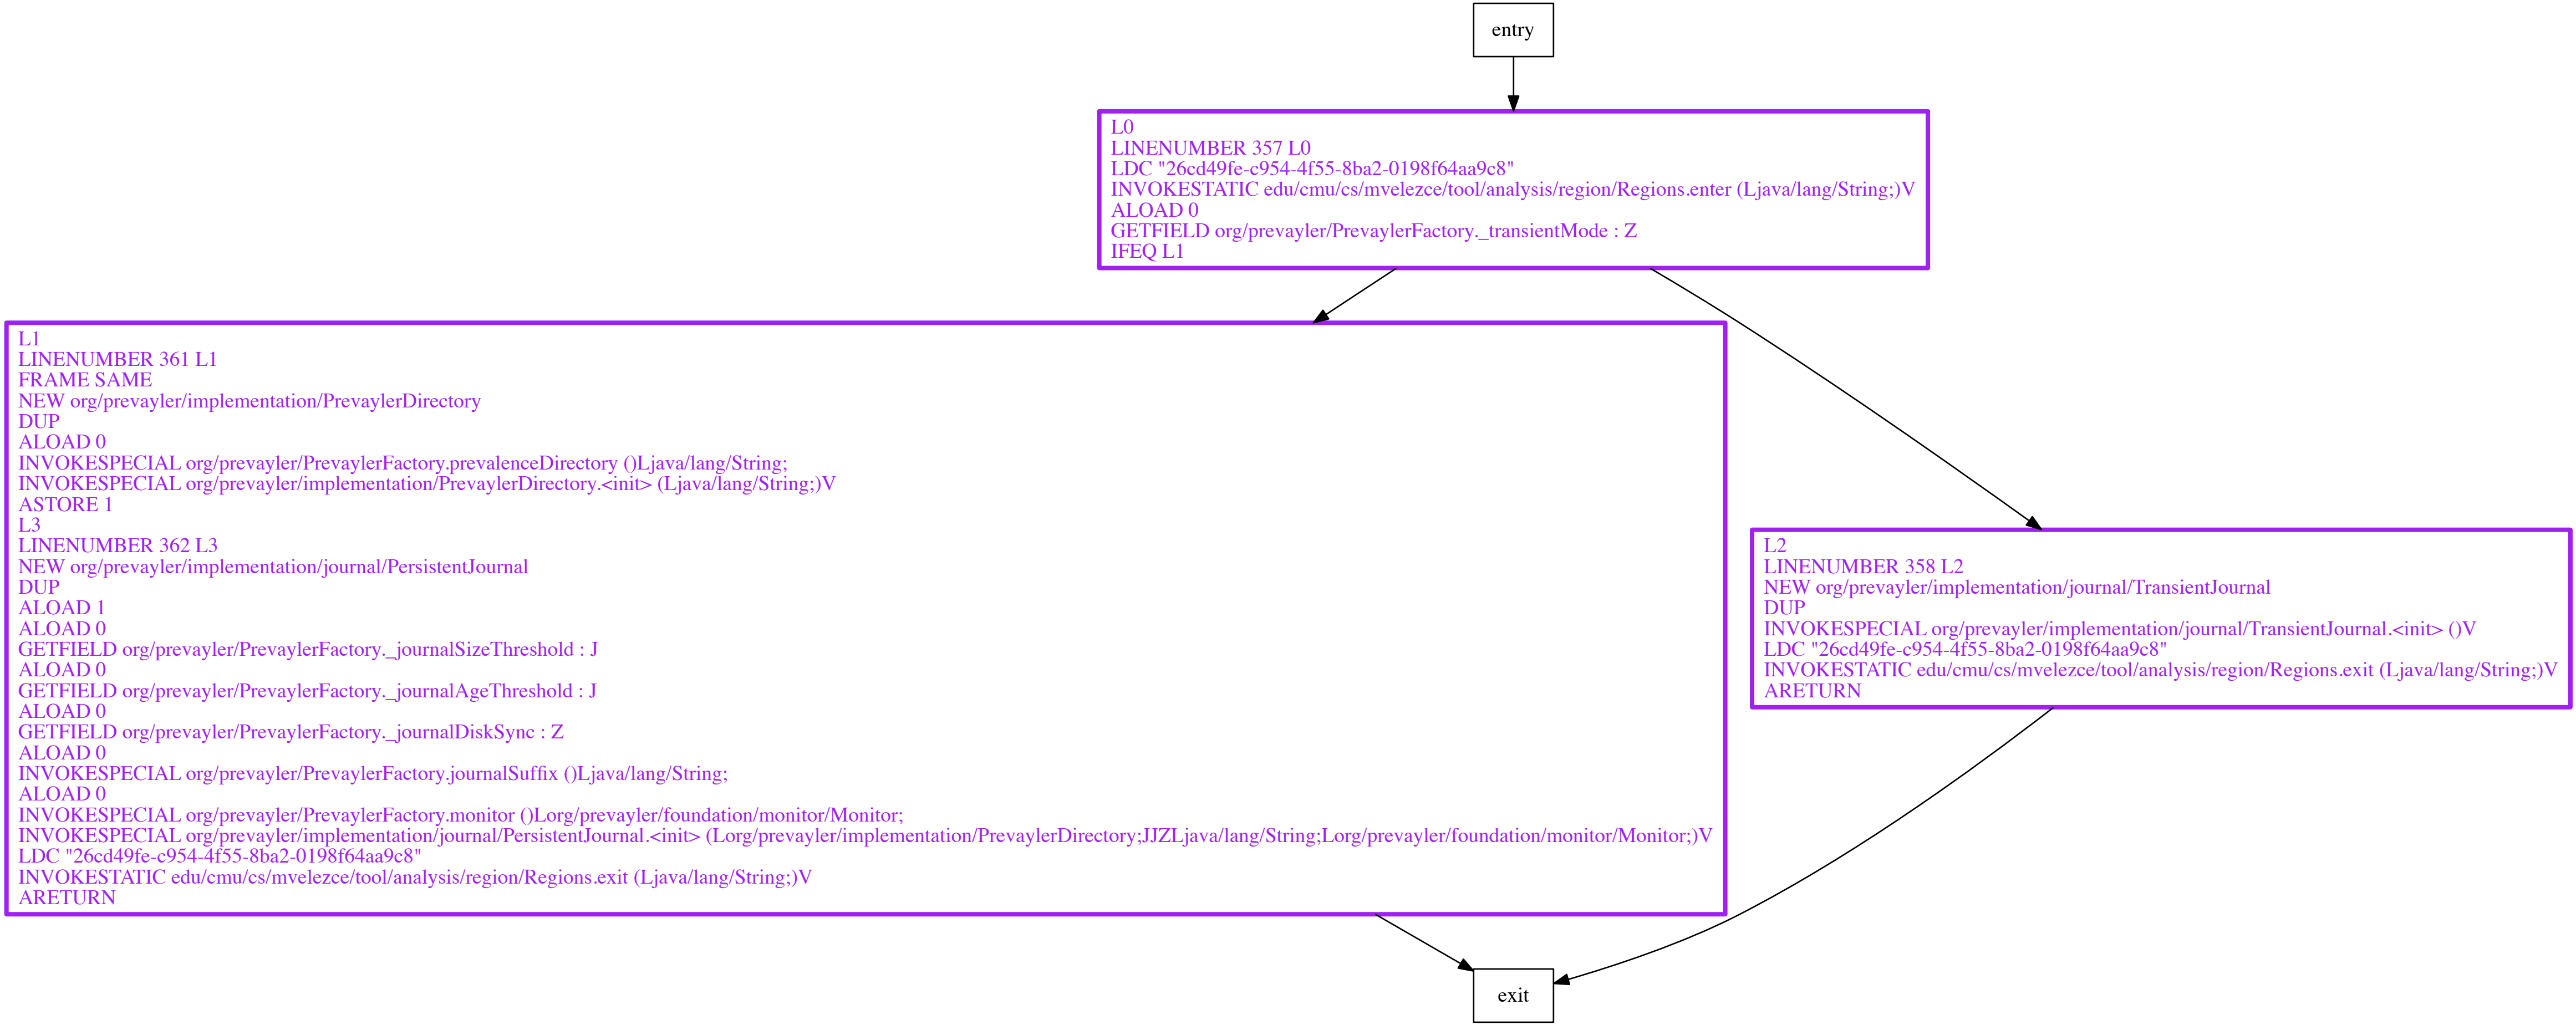 entry
L0
LINENUMBER 357 L0
LDC "26cd49fe-c954-4f55-8ba2-0198f64aa9c8"
INVOKESTATIC edu/cmu/cs/mvelezce/tool/analysis/region/Regions.enter (Ljava/lang/String;)V
ALOAD 0
GETFIELD org/prevayler/PrevaylerFactory._transientMode : Z
IFEQ L1
L1
LINENUMBER 361 L1
FRAME SAME
NEW org/prevayler/implementation/PrevaylerDirectory
DUP
ALOAD 0
INVOKESPECIAL org/prevayler/PrevaylerFactory.prevalenceDirectory ()Ljava/lang/String;
INVOKESPECIAL org/prevayler/implementation/PrevaylerDirectory.<init> (Ljava/lang/String;)V
ASTORE 1
L3
LINENUMBER 362 L3
NEW org/prevayler/implementation/journal/PersistentJournal
DUP
ALOAD 1
ALOAD 0
GETFIELD org/prevayler/PrevaylerFactory._journalSizeThreshold : J
ALOAD 0
GETFIELD org/prevayler/PrevaylerFactory._journalAgeThreshold : J
ALOAD 0
GETFIELD org/prevayler/PrevaylerFactory._journalDiskSync : Z
ALOAD 0
INVOKESPECIAL org/prevayler/PrevaylerFactory.journalSuffix ()Ljava/lang/String;
ALOAD 0
INVOKESPECIAL org/prevayler/PrevaylerFactory.monitor ()Lorg/prevayler/foundation/monitor/Monitor;
INVOKESPECIAL org/prevayler/implementation/journal/PersistentJournal.<init> (Lorg/prevayler/implementation/PrevaylerDirectory;JJZLjava/lang/String;Lorg/prevayler/foundation/monitor/Monitor;)V
LDC "26cd49fe-c954-4f55-8ba2-0198f64aa9c8"
INVOKESTATIC edu/cmu/cs/mvelezce/tool/analysis/region/Regions.exit (Ljava/lang/String;)V
ARETURN
L2
LINENUMBER 358 L2
NEW org/prevayler/implementation/journal/TransientJournal
DUP
INVOKESPECIAL org/prevayler/implementation/journal/TransientJournal.<init> ()V
LDC "26cd49fe-c954-4f55-8ba2-0198f64aa9c8"
INVOKESTATIC edu/cmu/cs/mvelezce/tool/analysis/region/Regions.exit (Ljava/lang/String;)V
ARETURN
exit